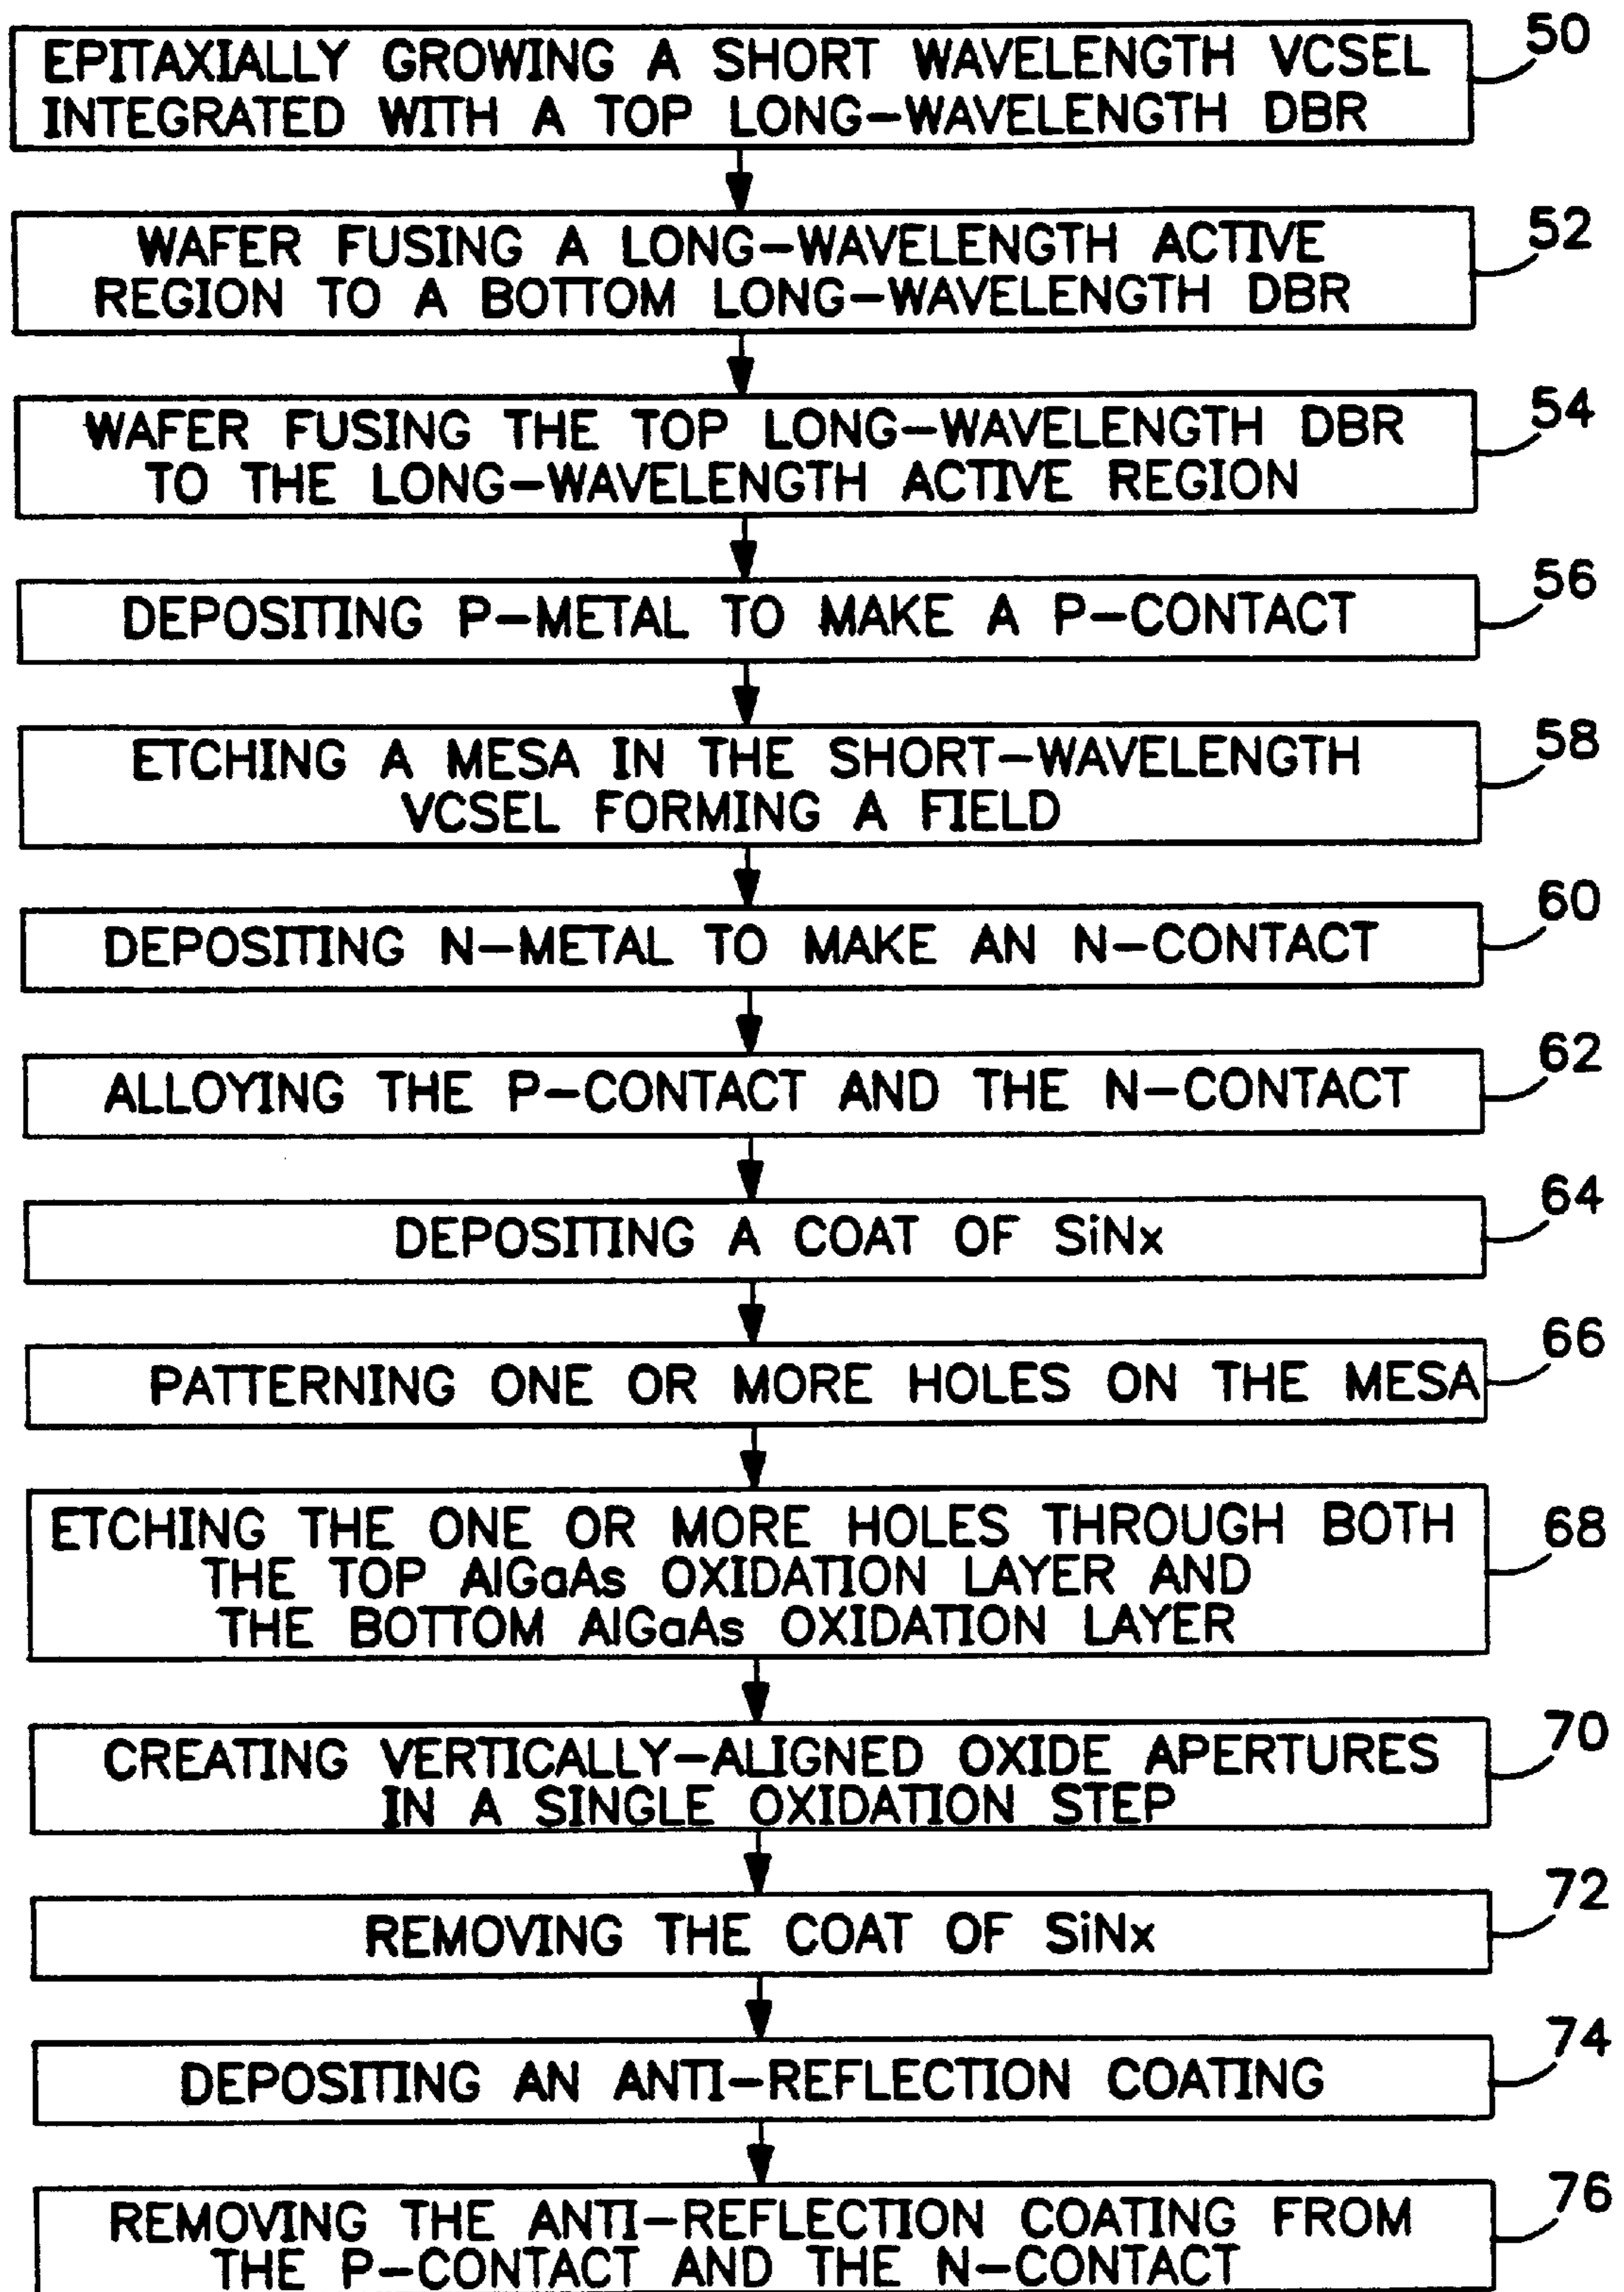 50
EPITAXIALLY GROWING A SHORT WAVELENGTH VCSEL
INTEGRATED WITH A TOP LONG-WAVELENGTH DBR
52
WAFER FUSING A LONG-WAVELENGTH ACTIVE
REGION TO A BOTTOM LONG-WAVELENGTH DBR
54
WAFER FUSING THE TOP LONG-WAVELENGTH DBR
TO THE LONG-WAVELENGTH ACTIVE REGION
56
DEPOSITING P-METAL TO MAKE A P-CONTACT
58
ETCHING A MESA IN THE SHORT-WAVELENGTH
VCSEL FORMING A FIELD
60
DEPOSITING N-METAL TO MAKE AN N-CONTACT
62
ALLOYING THE P-CONTACT AND THE N-CONTACT
64
DEPOSITING A COAT OF SiNx
66
PATTERNING ONE OR MORE HOLES ON THE MESA
68
ETCHING THE ONE OR MORE HOLES THROUGH BOTH
THE TOP AlGaAs OXIDATION LAYER AND
THE BOTTOM AlGaAs OXIDATION LAYER
70
CREATING VERTICALLY-ALIGNED OXIDE APERTURES
IN A SINGLE OXIDATION STEP
72
REMOVING THE COAT OF SiNx
74
DEPOSITING AN ANTI-REFLECTION COATING
76
REMOVING THE ANTI-REFLECTION COATING FROM
THE P-CONTACT AND THE N-CONTACT